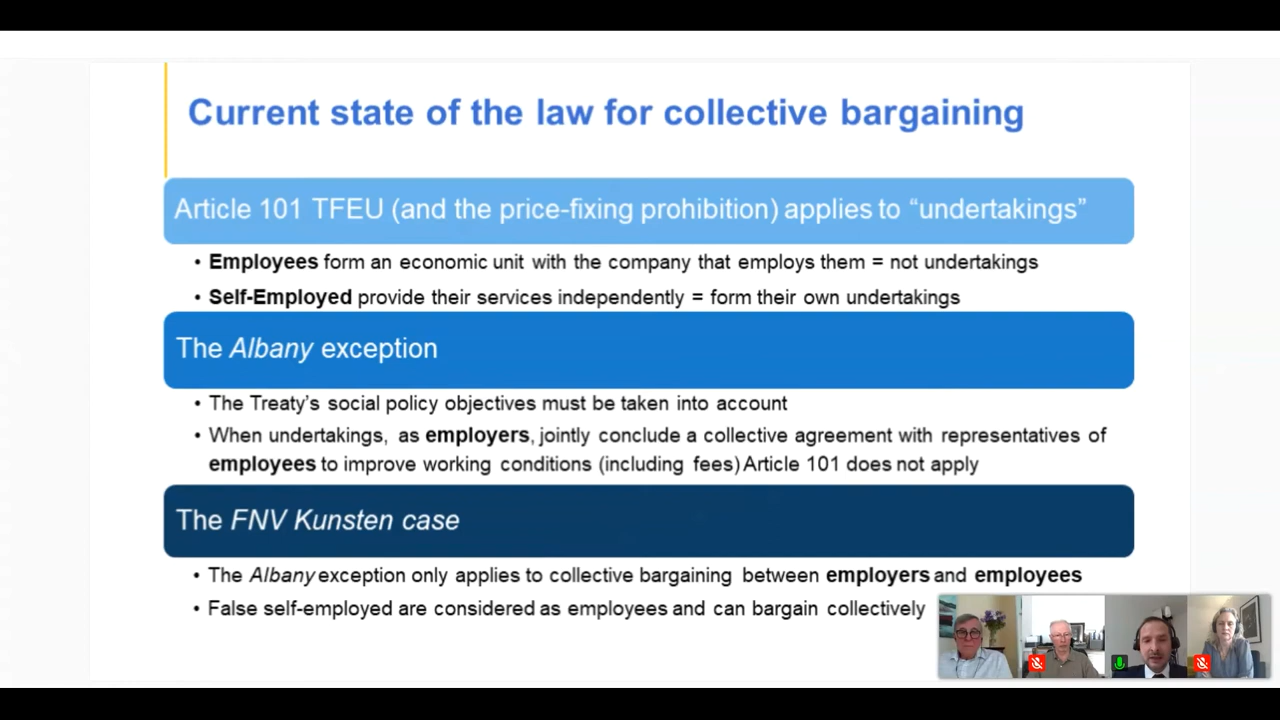 Current state of the law for collective bargaining
Article 101 TFEU (and the price-fixing prohibition) applies to “undertakings”
• Employees form an economic unit with the company that employs them = not undertakings
• Self-Employed provide their services independently = form their own undertakings
The Albany exception
• The Treaty’s social policy objectives must be taken into account
• When undertakings, as employers, jointly conclude a collective agreement with representatives of
employees to improve working conditions (including fees) Article 101 does not apply
The FNV Kunsten case
• The Albany exception only applies to collective bargaining between employers and employees
• False self-employed are considered as employees and can bargain collectively